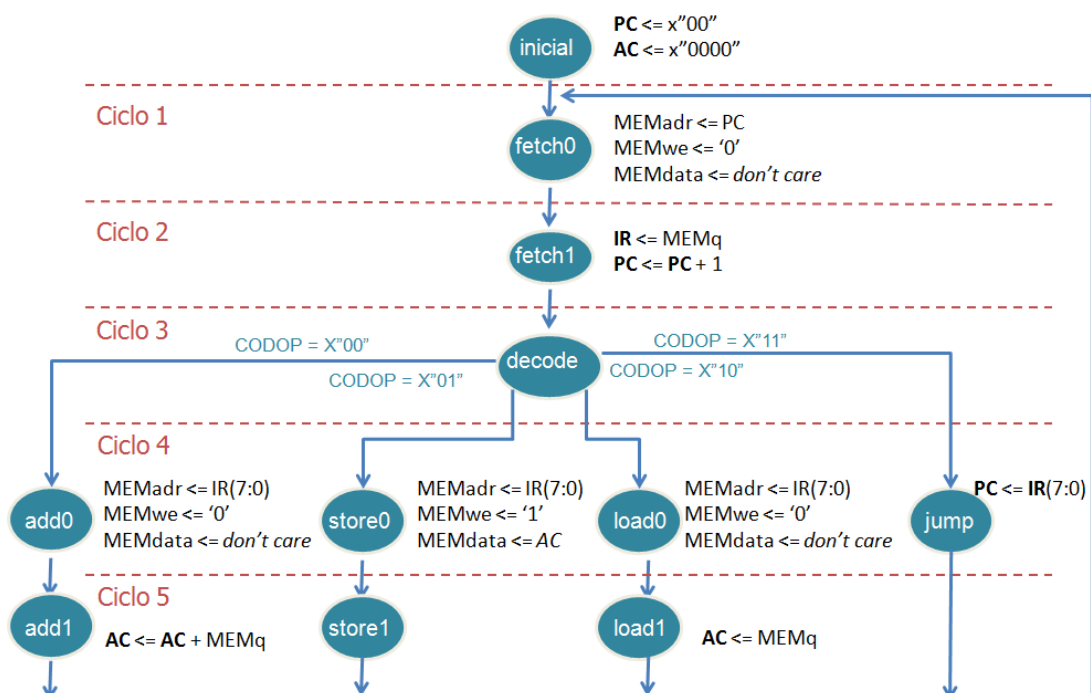 inicial
PC <= x”00”
AC <= x”0000”
Ciclo 1
fetch0
MEMadr <= PC
MEMwe <= ‘0’
MEMdata <= don’t care
Ciclo 2
fetch1
IR <= MEMq
PC <= PC + 1
Ciclo 3
CODOP = X”00”
CODOP = X”01”
decode
CODOP = X”11”
CODOP = X”10”
Ciclo 4
add0
MEMadr <= IR(7:0)
MEMwe <= ‘0’
MEMdata <= don’t care
store0
MEMadr <= IR(7:0)
MEMwe <= ‘1’
MEMdata <= AC
load0
MEMadr <= IR(7:0)
MEMwe <= ‘0’
MEMdata <= don’t care
jump
PC <= IR(7:0)
Ciclo 5
add1
AC <= AC + MEMq
store1
load1
AC <= MEMq